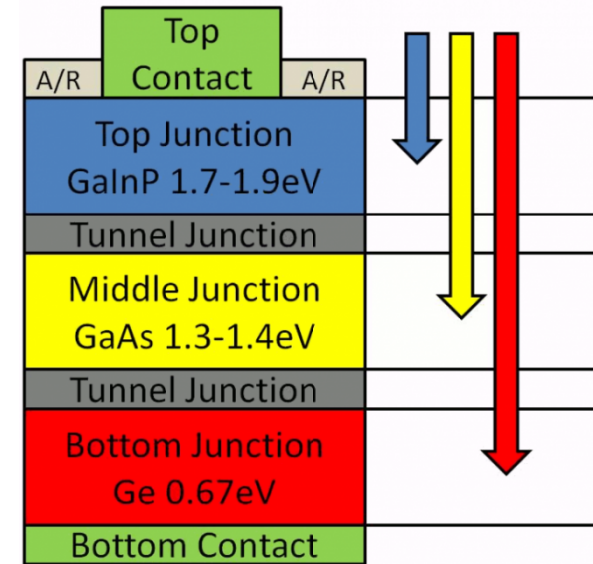 Top
Contact
A/R
A/R
Top Junction
GaInP 1.7-1.9eV
Tunnel Junction
Middle Junction
GaAs 1.3-1.4eV
Tunnel Junction
Bottom Junction
Ge 0.67eV
Bottom Contact